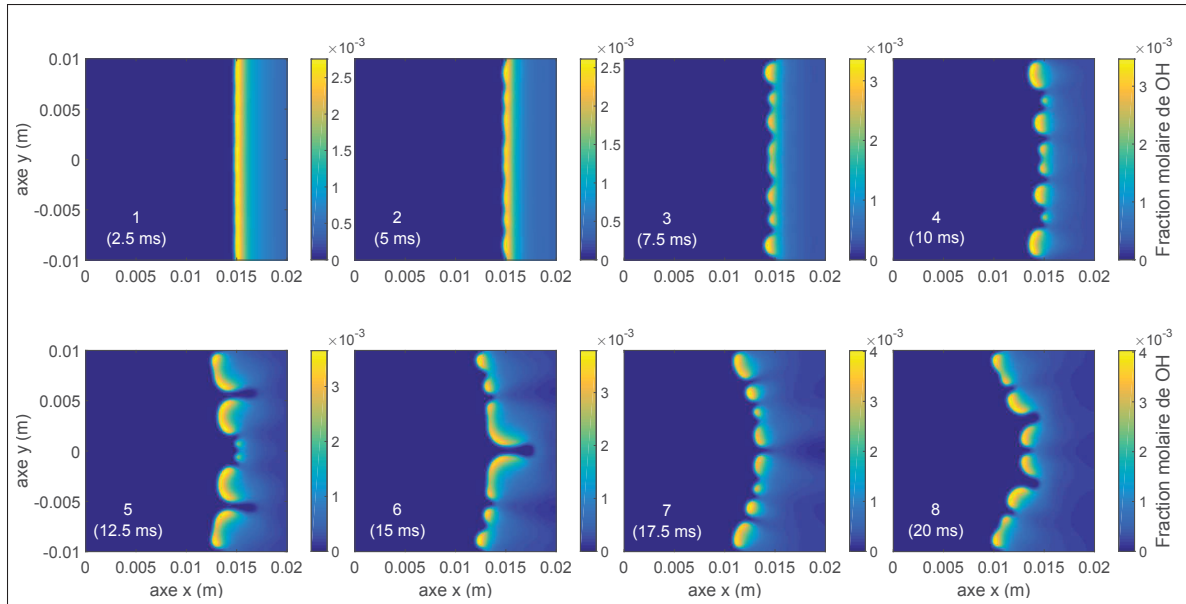 ×10⁻³ ×10⁻³ ×10⁻³ ×10⁻³
0.01 0.005 0 -0.005 -0.01
axe y (m)
1
(2.5 ms)
0 0.005 0.01 0.015 0.02
2.5 2 1.5 1 0.5 0
2
(5 ms)
0 0.005 0.01 0.015 0.02
2.5 2 1.5 1 0.5 0
3
(7.5 ms)
0 0.005 0.01 0.015 0.02
3 2 1 0
4
(10 ms)
0 0.005 0.01 0.015 0.02
3 2 1 0
Fraction molaire de OH
×10⁻³ ×10⁻³ ×10⁻³ ×10⁻³
0.01 0.005 0 -0.005 -0.01
axe y (m)
5
(12.5 ms)
0 0.005 0.01 0.015 0.02
axe x (m)
3 2 1 0
6
(15 ms)
0 0.005 0.01 0.015 0.02
axe x (m)
4 3 2 1 0
7
(17.5 ms)
0 0.005 0.01 0.015 0.02
axe x (m)
4 3 2 1 0
8
(20 ms)
0 0.005 0.01 0.015 0.02
axe x (m)
4 3 2 1 0
Fraction molaire de OH